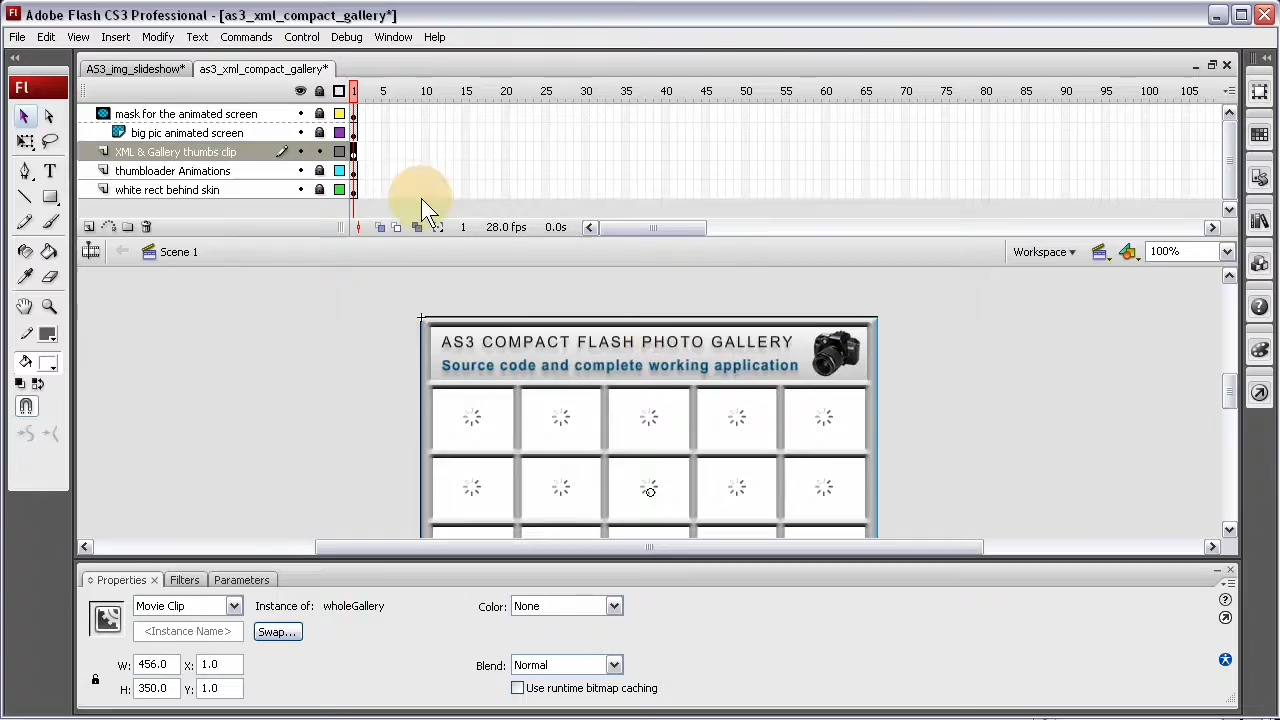 Fl Adobe Flash CS3 Professional - [as3_xml_compact_gallery*]
File Edit View Insert Modify Text Commands Control Debug Window Help
AS3_img_slideshow* as3_xml_compact_gallery*
Fl
1 5 10 15 20 25 30 35 40 45 50 55 60 65 70 75 80 85 90 95 100 105
mask for the animated screen
big pic animated screen
XML & Gallery thumbs clip
thumbloader Animations
white rect behind skin
1 28.0 fps 0.0s
Scene 1 Workspace 100%
AS3 COMPACT FLASH PHOTO GALLERY
Source code and complete working application
Properties Filters Parameters
Movie Clip Instance of: wholeGallery Color: None
<Instance Name> Swap...
W: 456.0 X: 1.0 Blend: Normal
H: 350.0 Y: 1.0 Use runtime bitmap caching